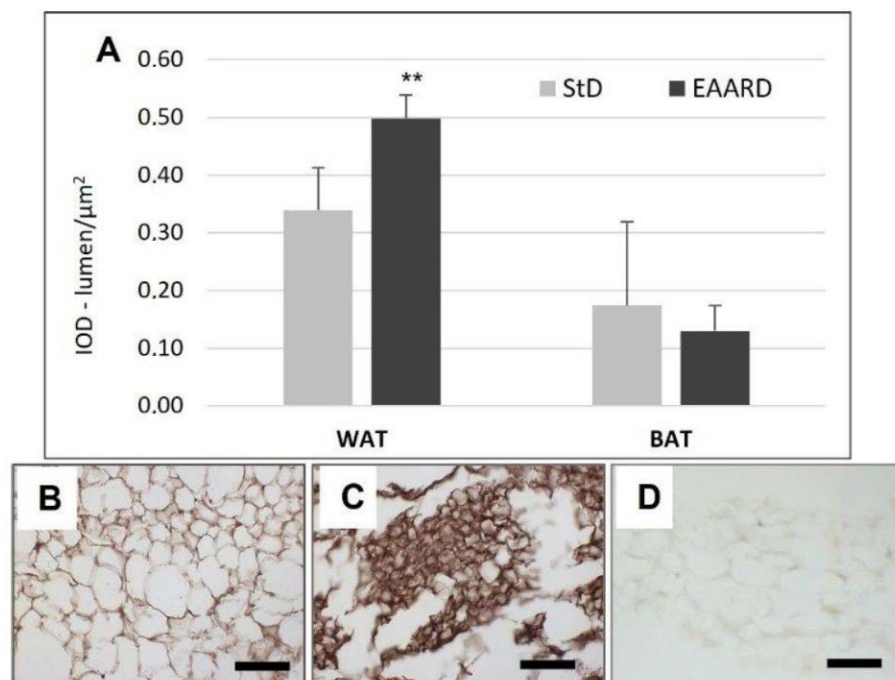 A
**
StD EAARD
0.60
0.50
0.40
0.30
0.20
0.10
0.00
IOD - lumen/µm²
WAT BAT
B
C
D